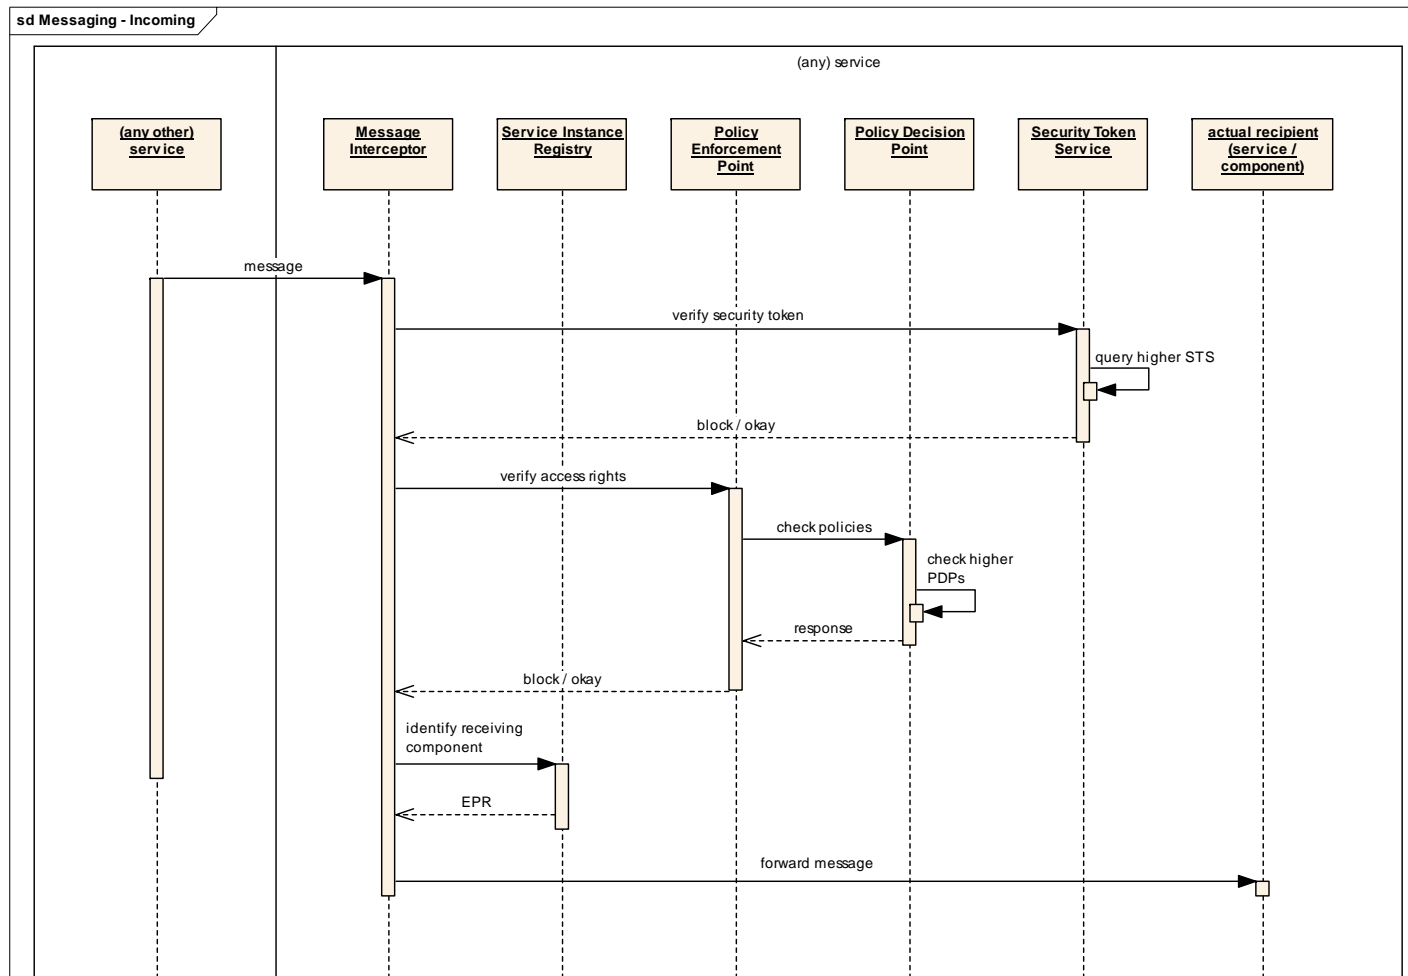 sd Messaging - Incoming
(any) service
(any other)
service
Message
Interceptor
Service Instance
Registry
Policy
Enforcement
Point
Policy Decision
Point
Security Token
Service
actual recipient
(service /
component)
message
verify security token
query higher STS
block / okay
verify access rights
check policies
check higher
PDPs
response
block / okay
identify receiving
component
EPR
forward message